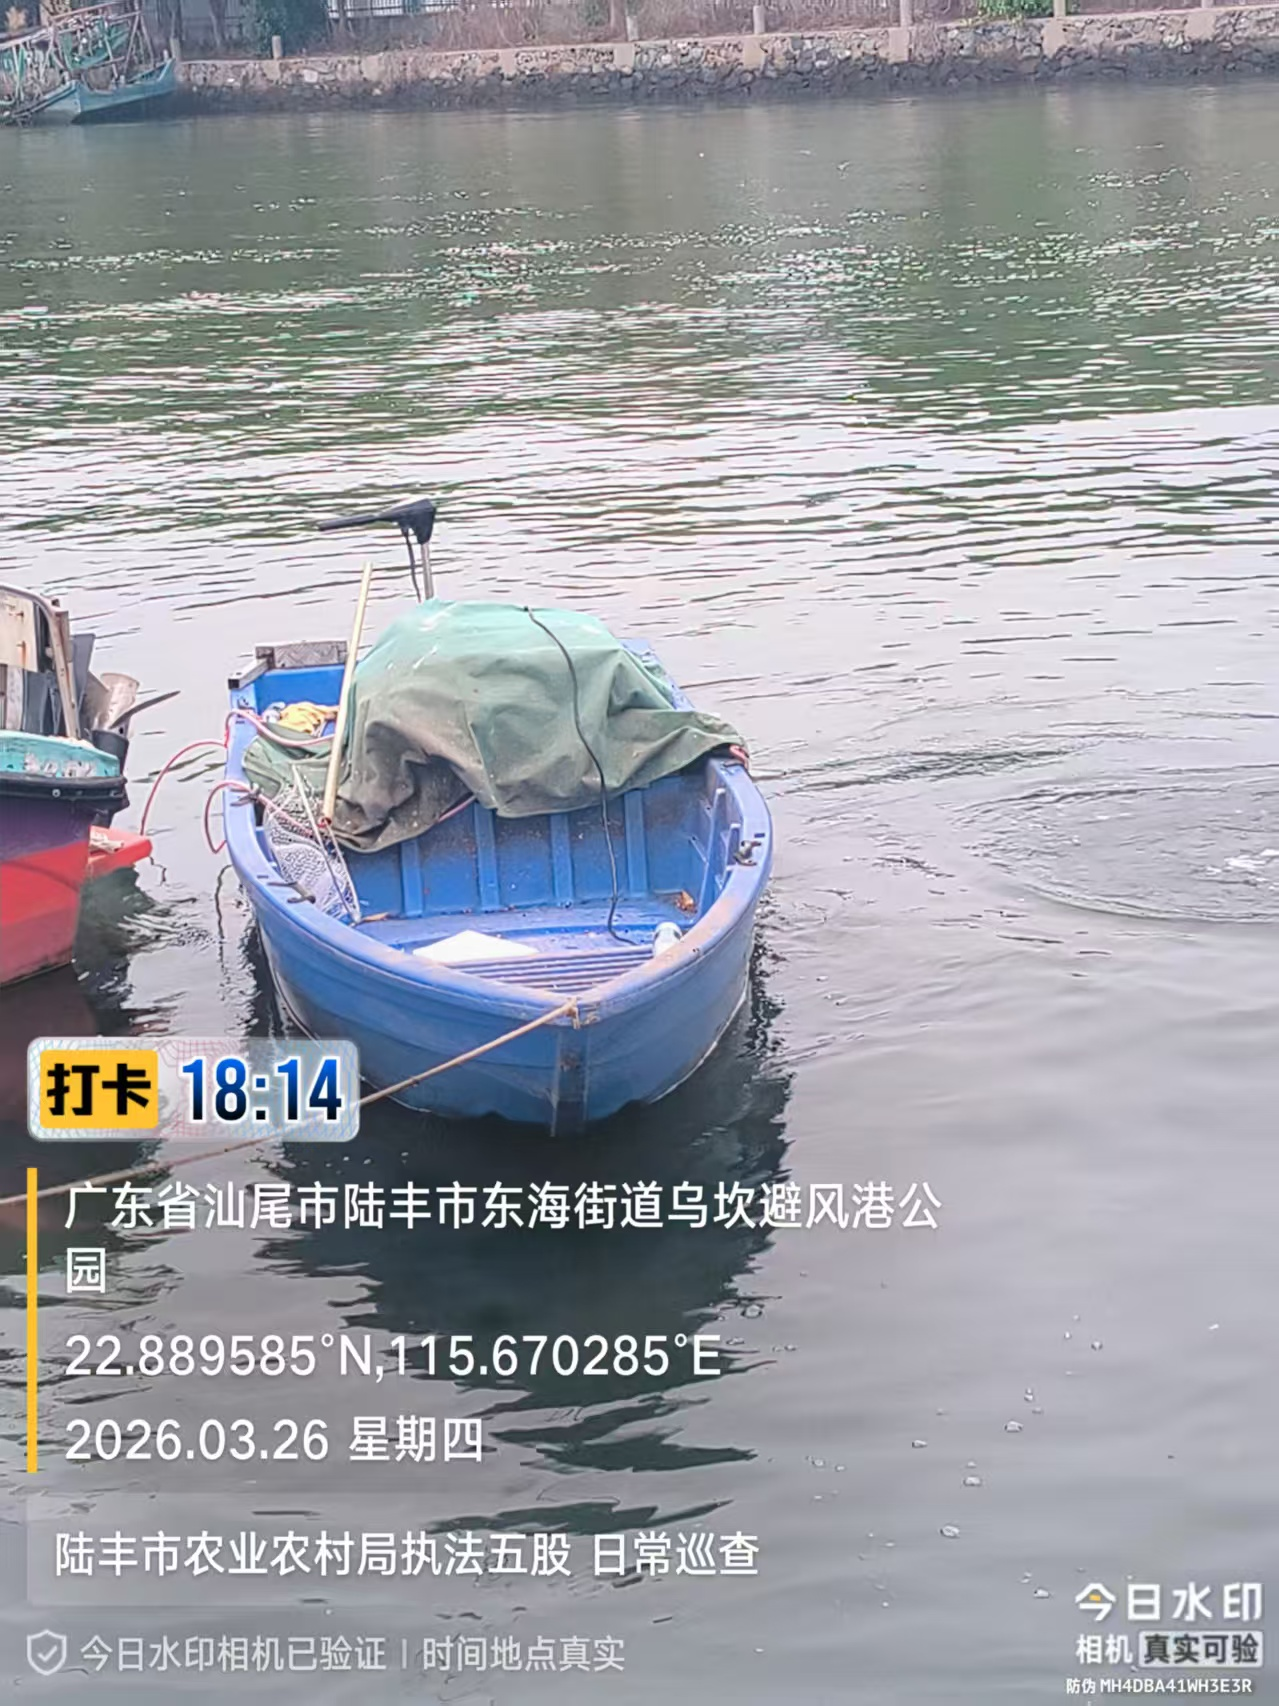 打卡 18:14
广东省汕尾市陆丰市东海街道乌坎避风港公
园
22.889585°N,115.670285°E
2026.03.26 星期四
陆丰市农业农村局执法五股 日常巡查
今日水印相机已验证 | 时间地点真实
今日水印
相机 真实可验
防伪 MH4DBA41WH3E3R